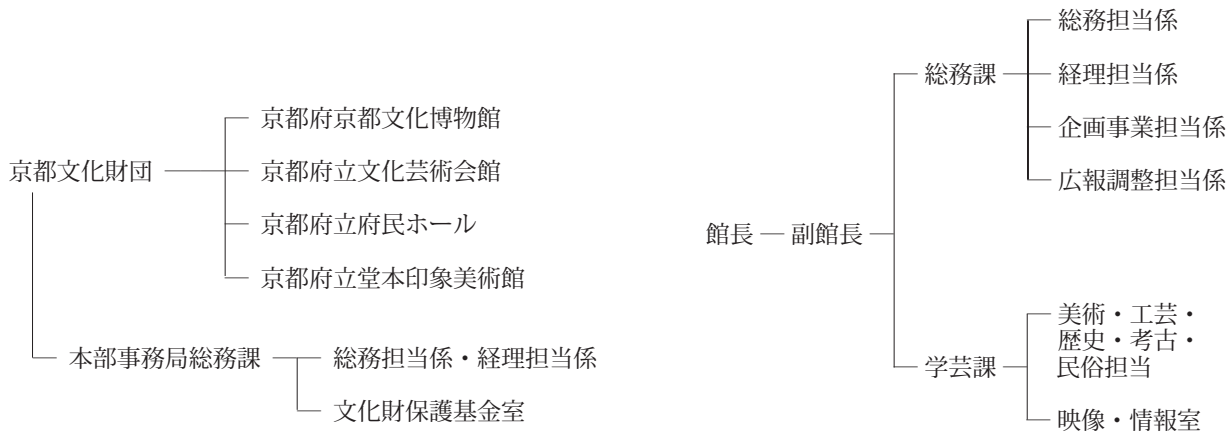 京都文化財団
京都府京都文化博物館
京都府立文化芸術会館
京都府立府民ホール
京都府立堂本印象美術館
本部事務局総務課
総務担当係・経理担当係
文化財保護基金室
館長
副館長
総務課
総務担当係
経理担当係
企画事業担当係
広報調整担当係
学芸課
美術・工芸・
歴史・考古・
民俗担当
映像・情報室